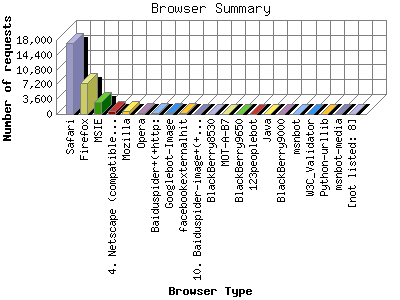 Browser Summary
Number of requests
18,000
14,400
10,800
7,200
3,600
0
Safari
Firefox
MSIE
4. Netscape (compatible...
Mozilla
Opera
Baiduspider+(+http:
Googlebot-Image
facebookexternalhit
10. Baiduspider-image+(+...
BlackBerry8530
MOT-A-B7
BlackBerry9650
123peoplebot
Java
BlackBerry9000
msnbot
W3C_Validator
Python-urllib
msnbot-media
[not listed: 8]
Browser Type